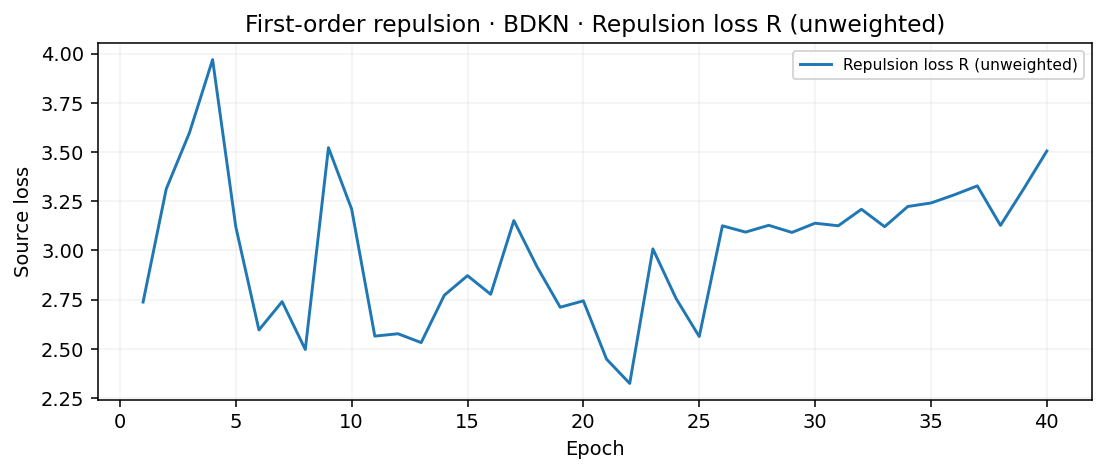 First-order repulsion · BDKN · Repulsion loss R (unweighted)
Repulsion loss R (unweighted)
Source loss
4.00
3.75
3.50
3.25
3.00
2.75
2.50
2.25
0 5 10 15 20 25 30 35 40
Epoch